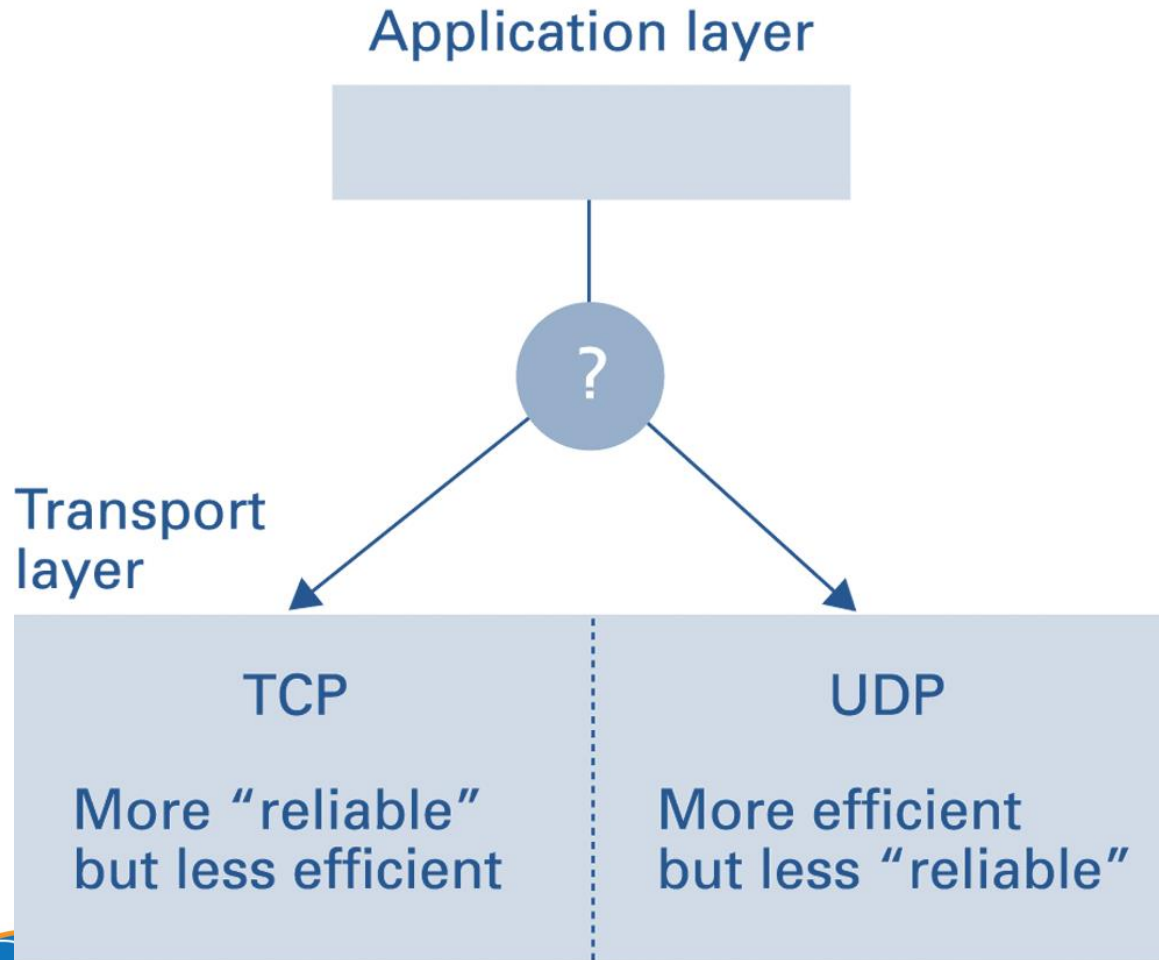 Application layer
?
Transport
layer
TCP
More “reliable”
but less efficient
UDP
More efficient
but less “reliable”